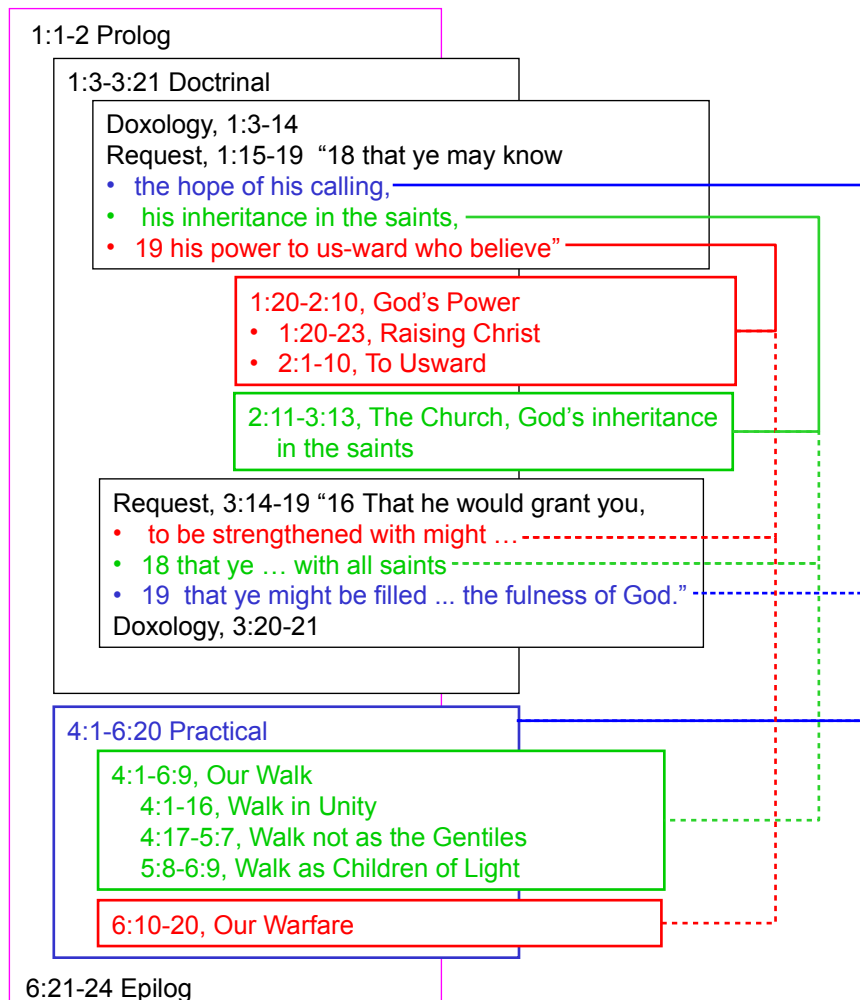 1:1-2 Prolog
1:3-3:21 Doctrinal
Doxology, 1:3-14
Request, 1:15-19  “18 that ye may know
•  the hope of his calling,
•  his inheritance in the saints,
•  19 his power to us-ward who believe”
1:20-2:10, God’s Power
•  1:20-23, Raising Christ
•  2:1-10, To Usward
2:11-3:13, The Church, God’s inheritance
in the saints
Request, 3:14-19 “16 That he would grant you,
•  to be strengthened with might …
•  18 that ye … with all saints
•  19  that ye might be filled ... the fulness of God.”
Doxology, 3:20-21
4:1-6:20 Practical
4:1-6:9, Our Walk
4:1-16, Walk in Unity
4:17-5:7, Walk not as the Gentiles
5:8-6:9, Walk as Children of Light
6:10-20, Our Warfare
6:21-24 Epilog